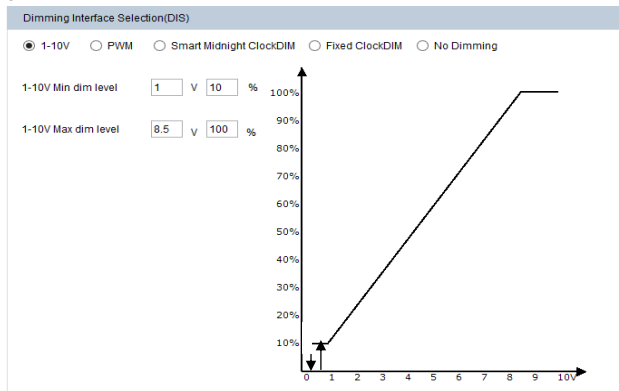 Dimming Interface Selection(DIS)
1-10V PWM Smart Midnight ClockDIM Fixed ClockDIM No Dimming
1-10V Min dim level 1 V 10 %
1-10V Max dim level 8.5 V 100 %
100%
90%
80%
70%
60%
50%
40%
30%
20%
10%
0 1 2 3 4 5 6 7 8 9 10V